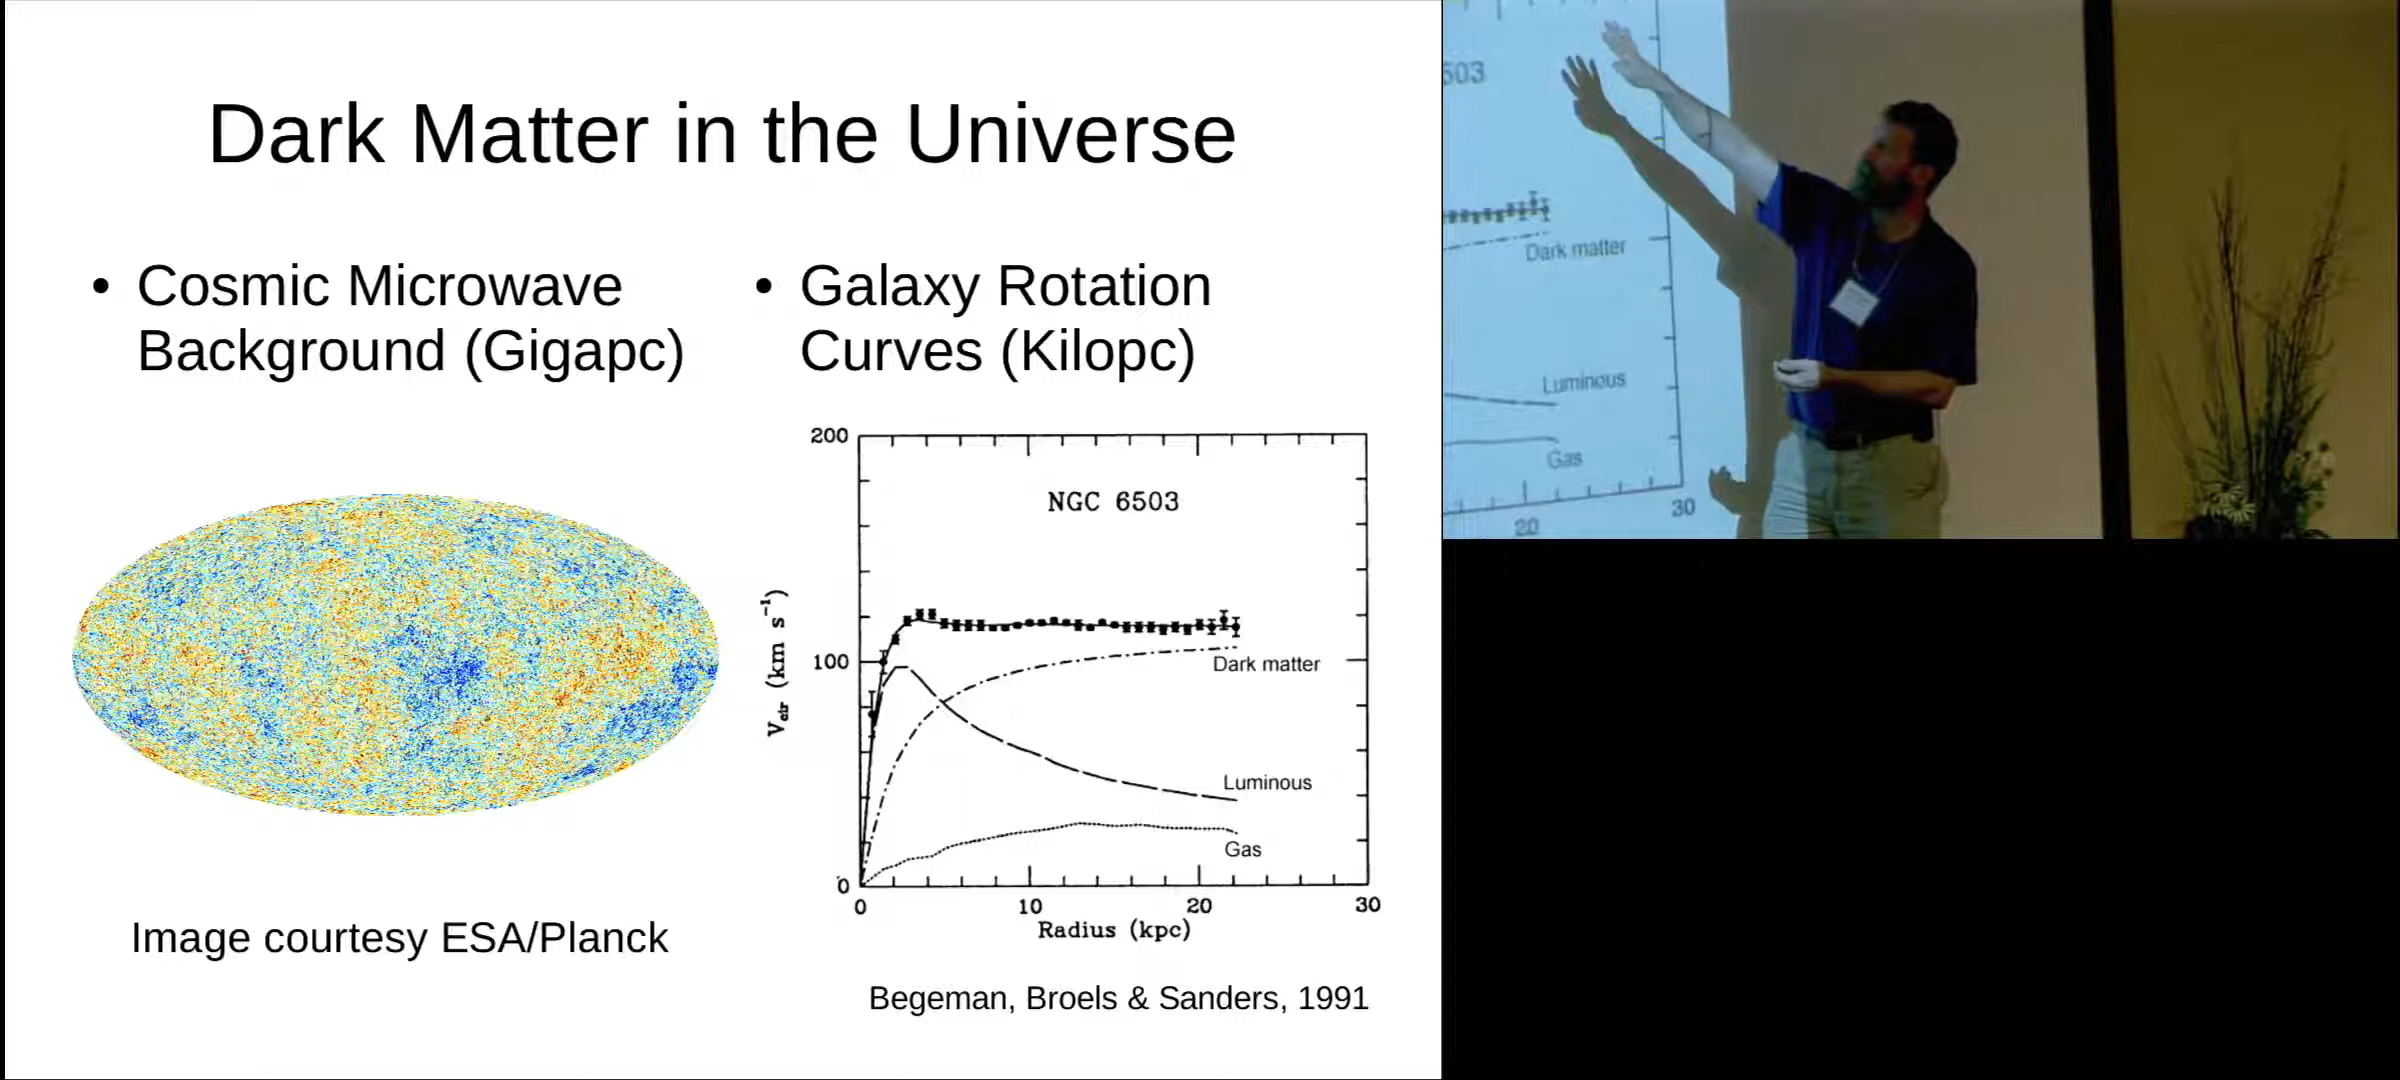 Dark Matter in the Universe
• Cosmic Microwave
Background (Gigapc)
• Galaxy Rotation
Curves (Kilopc)
200
NGC 6503
100
0
V_cir (km s⁻¹)
Dark matter
Luminous
Gas
0 10 20 30
Radius (kpc)
Image courtesy ESA/Planck
Begeman, Broels & Sanders, 1991
503
Dark matter
Luminous
Gas
20 30